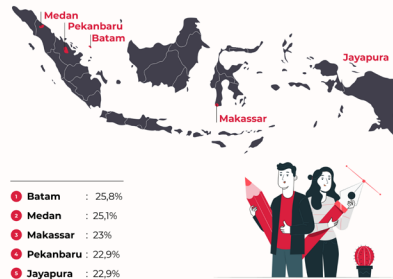 Medan
Pekanbaru
Batam
Jayapura
Makassar
1 Batam : 25,8%
2 Medan : 25,1%
3 Makassar : 23%
4 Pekanbaru : 22,9%
5 Jayapura : 22,9%